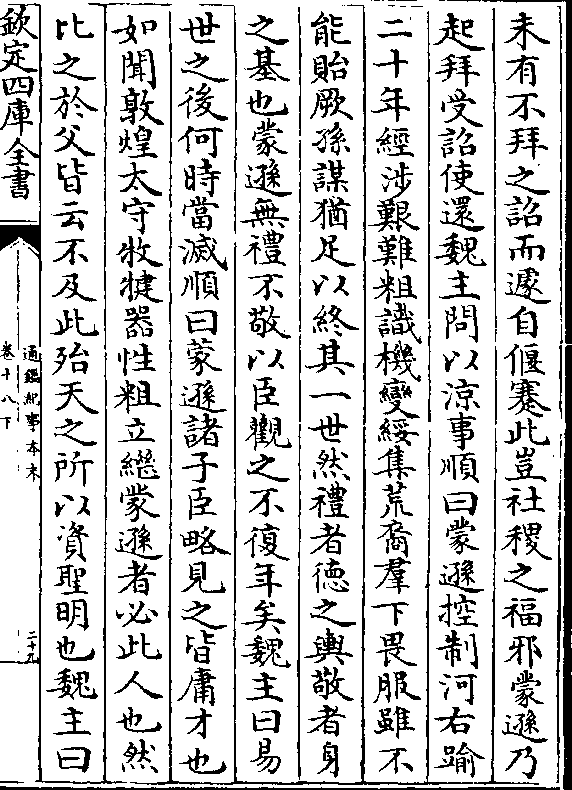 未有不拜之詔而遽自偃蹇此豈社稷之福邪蒙遜乃
起拜受詔使還魏主問以涼事順曰蒙遜控制河右踰
二十年經涉艱難粗識機變綏集荒裔羣下畏服雖不
能貽厥孫謀猶足以終其一世然禮者德之輿敬者身
之基也蒙遜無禮不敬以臣觀之不復年矣魏主曰易
世之後何時當滅順曰蒙遜諸子臣略見之皆庸才也
如聞敦煌太守牧犍器性粗立繼蒙遜者必此人也然
比之於父皆云不及此殆天之所以資聖明也魏主曰
欽定四庫全書
通鑑紀事本末
卷十八下
二十九